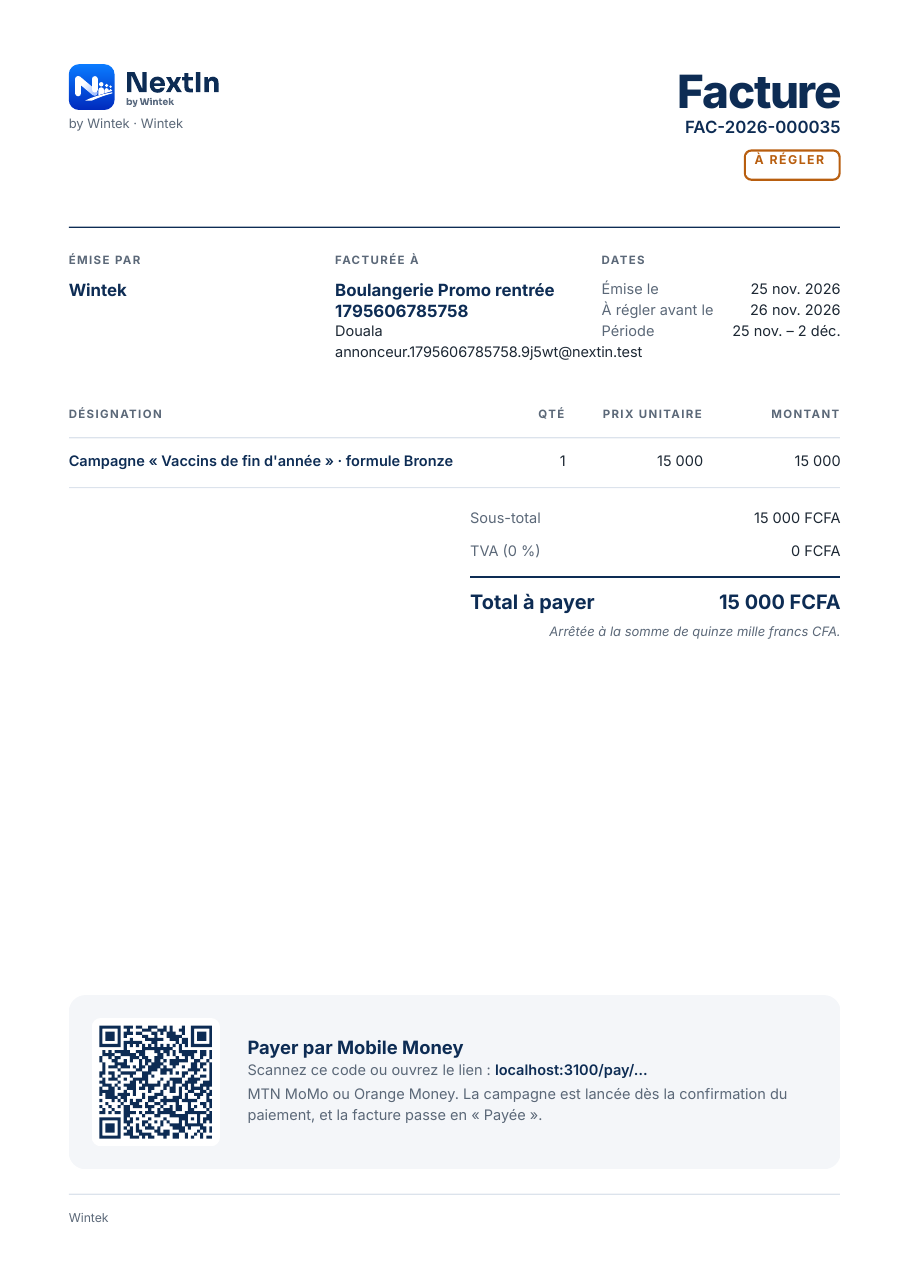 NextIn
by Wintek
by Wintek · Wintek
Facture
FAC-2026-000035
À RÉGLER
ÉMISE PAR
Wintek
FACTURÉE À
Boulangerie Promo rentrée
1795606785758
Douala
annonceur.1795606785758.9j5wt@nextin.test
DATES
Émise le 25 nov. 2026
À régler avant le 26 nov. 2026
Période 25 nov. – 2 déc.
DÉSIGNATION QTÉ PRIX UNITAIRE MONTANT
Campagne « Vaccins de fin d'année » · formule Bronze 1 15 000 15 000
Sous-total 15 000 FCFA
TVA (0 %) 0 FCFA
Total à payer 15 000 FCFA
Arrêtée à la somme de quinze mille francs CFA.
Payer par Mobile Money
Scannez ce code ou ouvrez le lien : localhost:3100/pay/…
MTN MoMo ou Orange Money. La campagne est lancée dès la confirmation du
paiement, et la facture passe en « Payée ».
Wintek